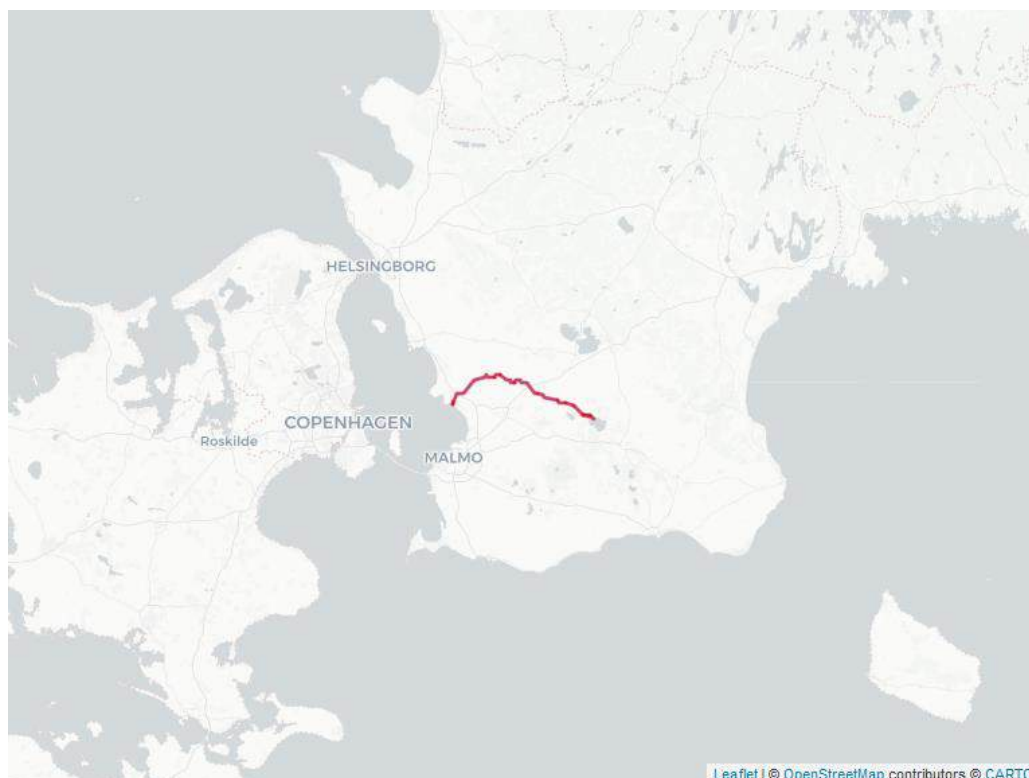 HELSINGBORG
COPENHAGEN
Roskilde
MALMO
Leaflet | © OpenStreetMap contributors © CARTO